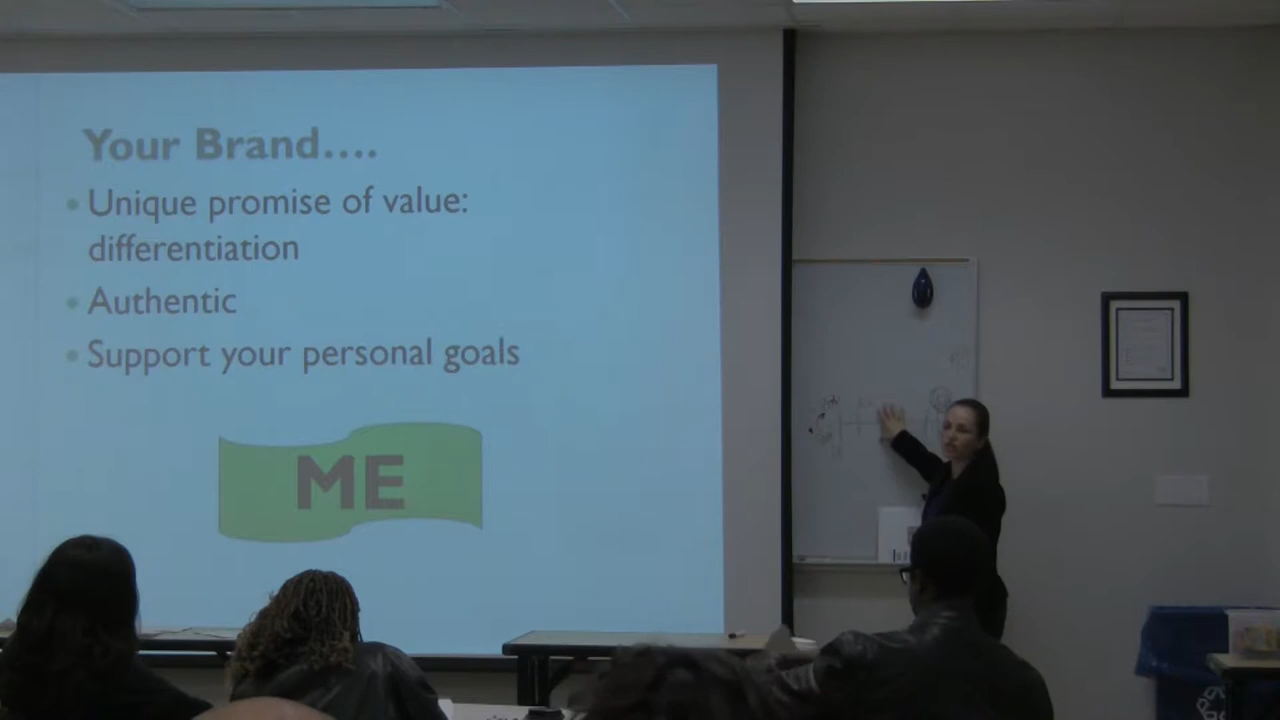 Your Brand....
• Unique promise of value:
differentiation
• Authentic
• Support your personal goals
ME